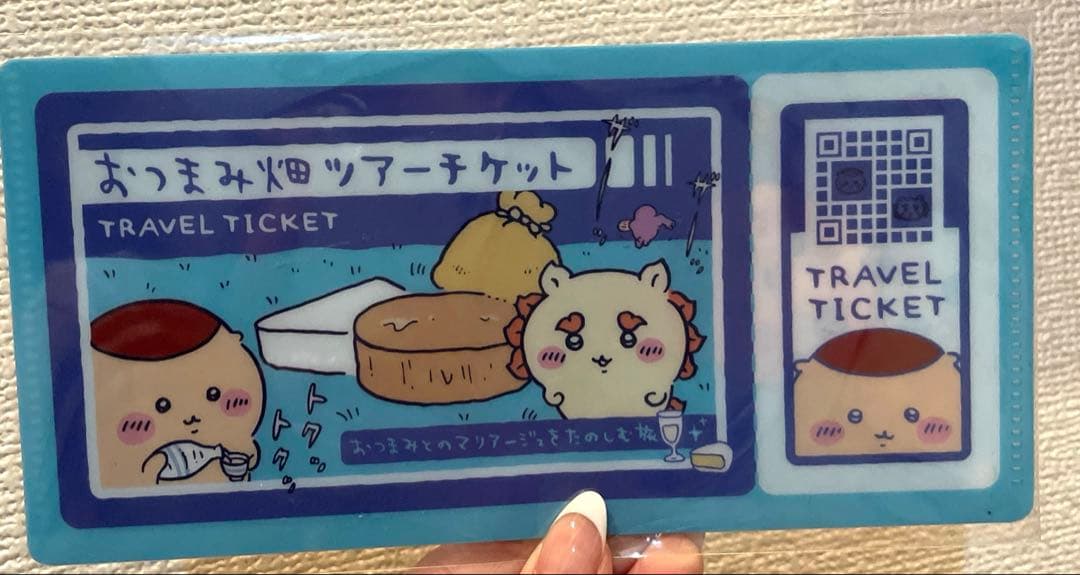 おつまみ畑ツアーチケット
TRAVEL TICKET
トクッ
トクッ
おつまみとのマリアージュをたのしむ旅
TRAVEL
TICKET